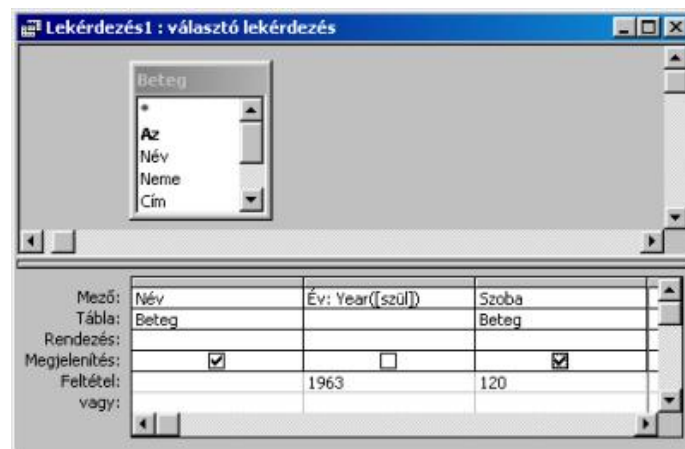 Lekérdezés1 : választó lekérdezés
Beteg
*
Az
Név
Neme
Cím
Mező: Név Év: Year([szül]) Szoba
Tábla: Beteg Beteg
Rendezés:
Megjelenítés:
Feltétel: 1963 120
vagy: